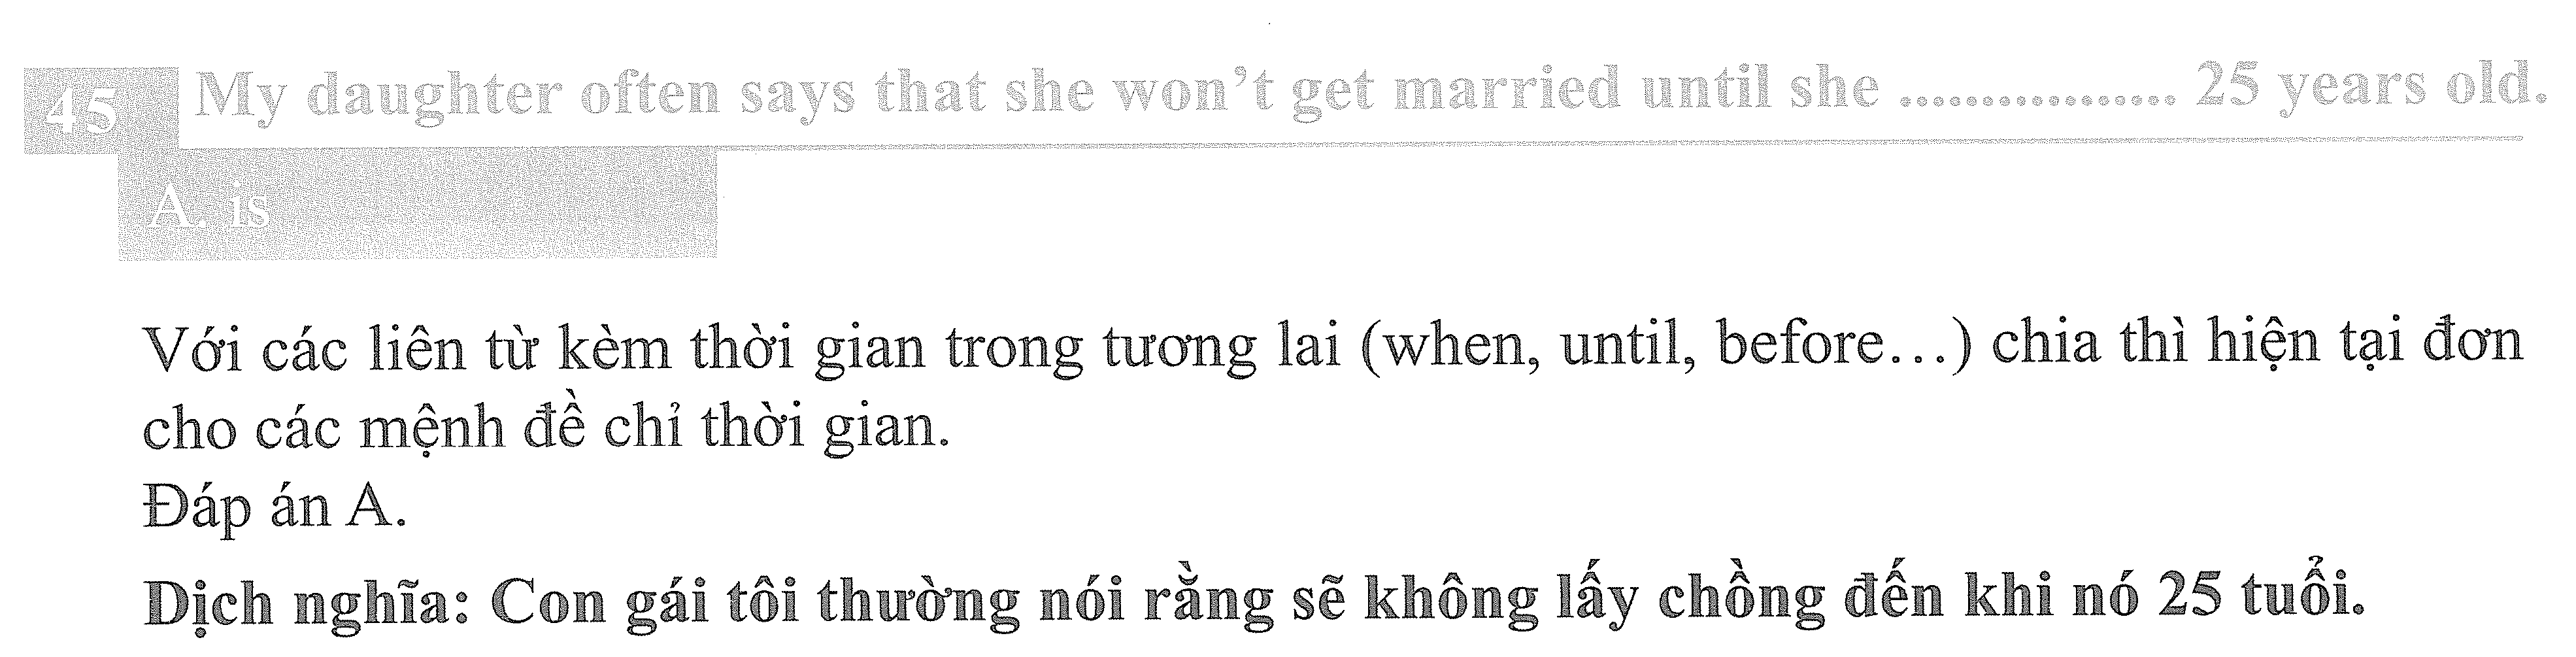 45 My daughter often says that she won't get married until she ................ 25 years old.
A. is
Với các liên từ kèm thời gian trong tương lai (when, until, before…) chia thì hiện tại đơn
cho các mệnh đề chỉ thời gian.
Đáp án A.
Dịch nghĩa: Con gái tôi thường nói rằng sẽ không lấy chồng đến khi nó 25 tuổi.